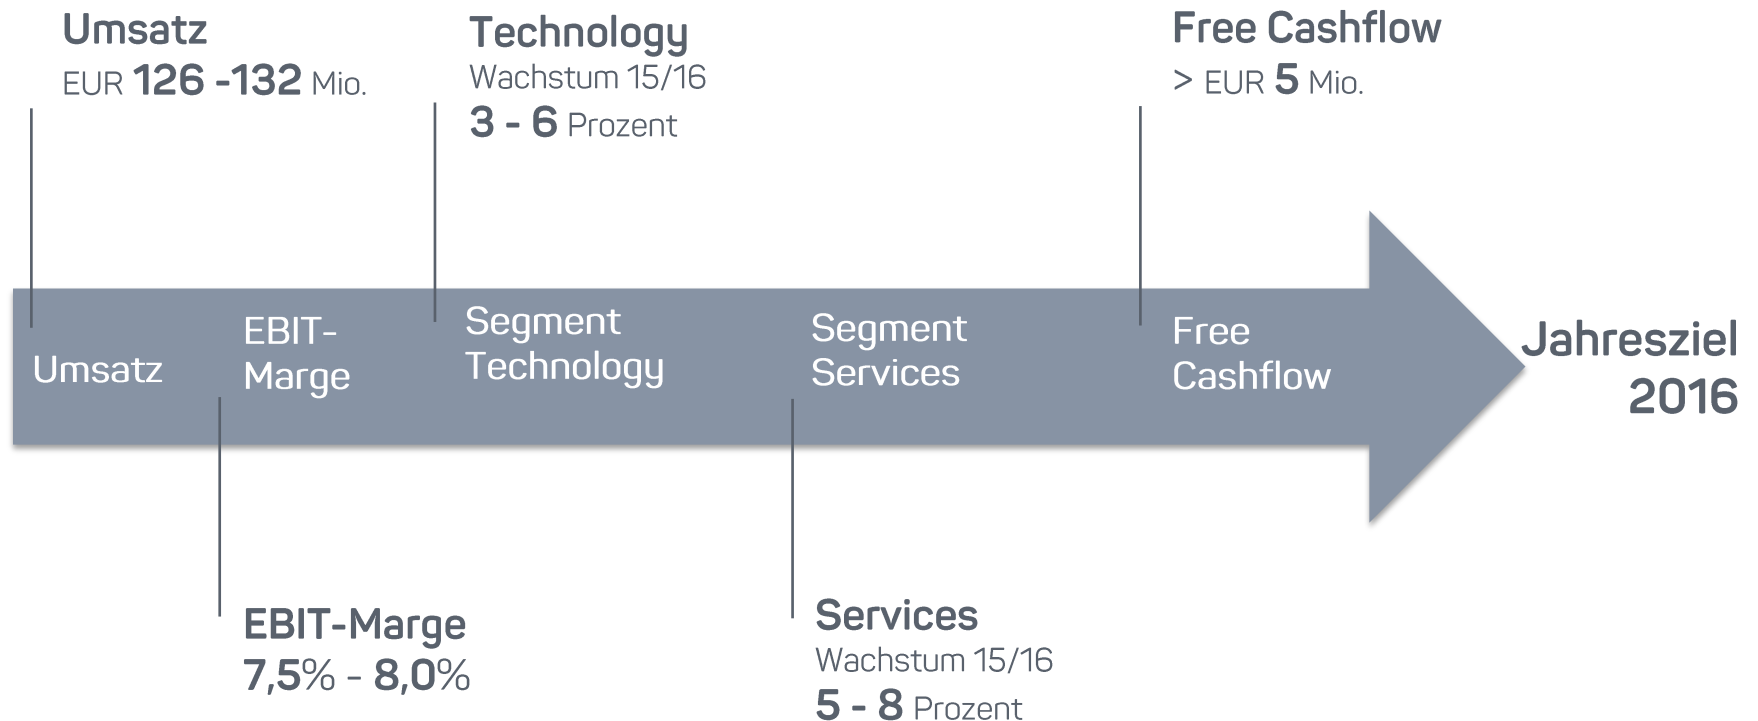 Umsatz
EUR 126 -132 Mio.
Technology
Wachstum 15/16
3 - 6 Prozent
Free Cashflow
> EUR 5 Mio.
Umsatz
EBIT-
Marge
Segment
Technology
Segment
Services
Free
Cashflow
Jahresziel
2016
EBIT-Marge
7,5% - 8,0%
Services
Wachstum 15/16
5 - 8 Prozent